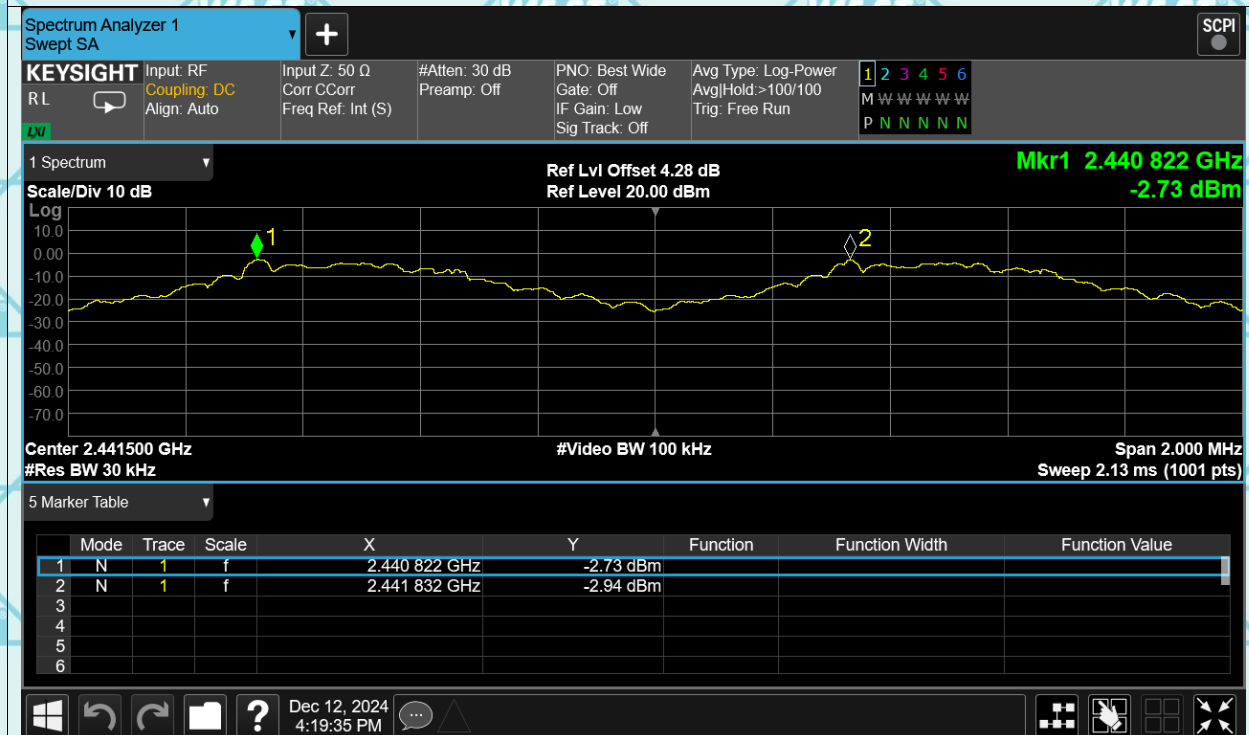 Spectrum Analyzer 1
Swept SA
+
SCPI
KEYSIGHT
RL
LXI
Input: RF
Coupling: DC
Align: Auto
Input Z: 50 Ω
Corr CCorr
Freq Ref: Int (S)
#Atten: 30 dB
Preamp: Off
PNO: Best Wide
Gate: Off
IF Gain: Low
Sig Track: Off
Avg Type: Log-Power
Avg|Hold:>100/100
Trig: Free Run
1 2 3 4 5 6
M W W W W W W
P N N N N N N
1 Spectrum
Scale/Div 10 dB
Log
Ref Lvl Offset 4.28 dB
Ref Level 20.00 dBm
Mkr1 2.440 822 GHz
-2.73 dBm
1
2
10.0
0.00
-10.0
-20.0
-30.0
-40.0
-50.0
-60.0
-70.0
Center 2.441500 GHz
#Video BW 100 kHz
Span 2.000 MHz
#Res BW 30 kHz
Sweep 2.13 ms (1001 pts)
5 Marker Table
Mode Trace Scale X Y Function Function Width Function Value
1 N 1 f 2.440 822 GHz -2.73 dBm
2 N 1 f 2.441 832 GHz -2.94 dBm
3
4
5
6
?
Dec 12, 2024
4:19:35 PM